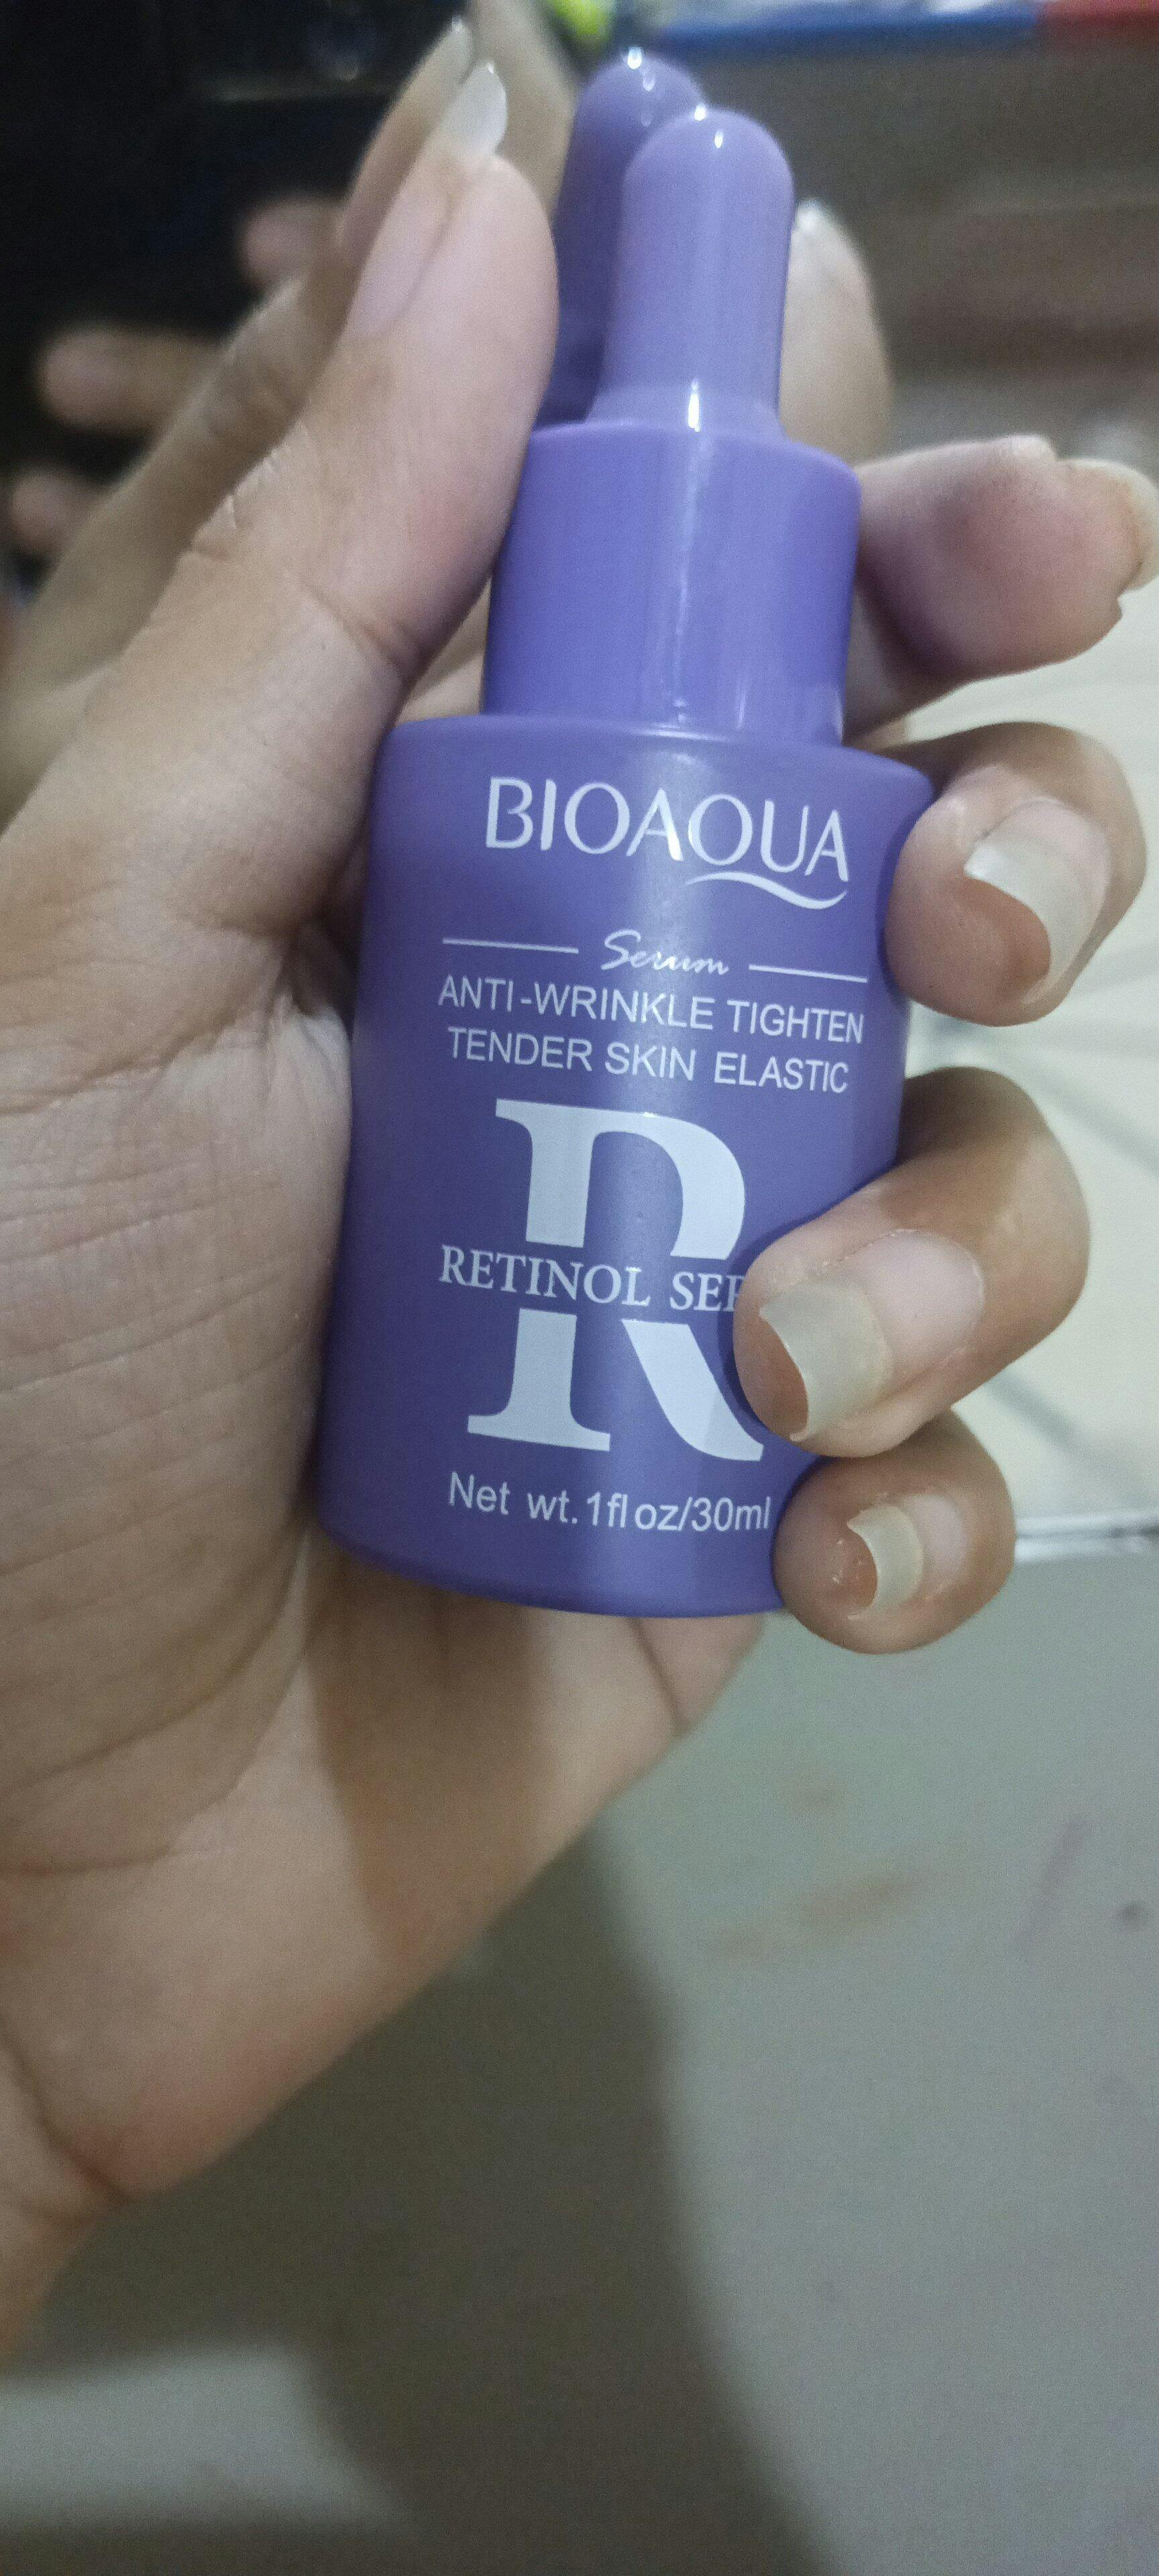 BIOAQUA
Serum
ANTI-WRINKLE TIGHTEN
TENDER SKIN ELASTIC
R
RETINOL
Net wt. 1fl oz/30ml